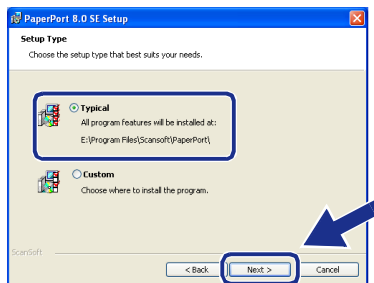 PaperPort 8.0 SE Setup
Setup Type
Choose the setup type that best suits your needs.
Typical
All program features will be installed at:
E:\Program Files\Scansoft\PaperPort\
Custom
Choose where to install the program.
ScanSoft
< Back
Next >
Cancel